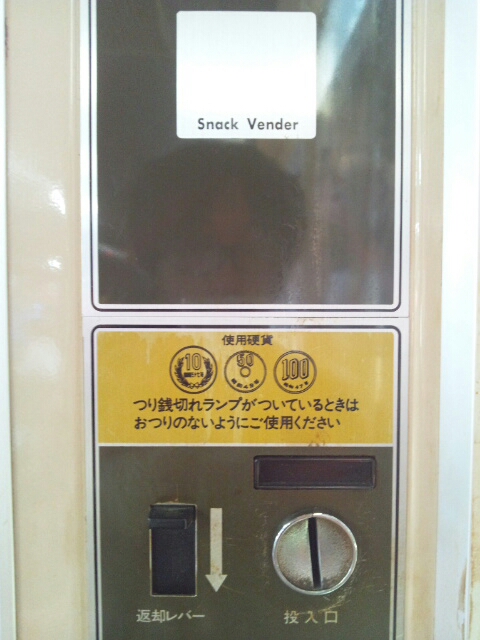 Snack Vender
使用硬貨
10 50 100
つり銭切れランプがついているときは
おつりのないようにご使用ください
返却レバー
投入口